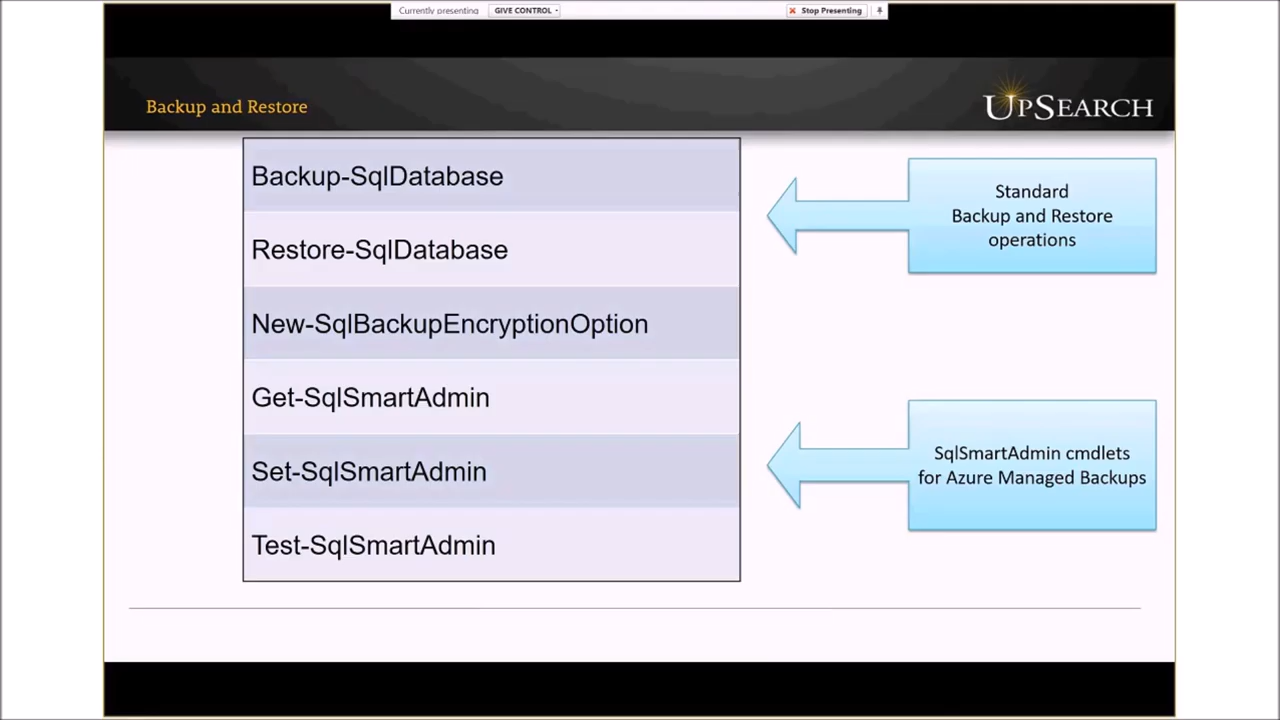 Currently presenting GIVE CONTROL Stop Presenting
Backup and Restore
UPSEARCH
Backup-SqlDatabase
Restore-SqlDatabase
New-SqlBackupEncryptionOption
Get-SqlSmartAdmin
Set-SqlSmartAdmin
Test-SqlSmartAdmin
Standard
Backup and Restore
operations
SqlSmartAdmin cmdlets
for Azure Managed Backups